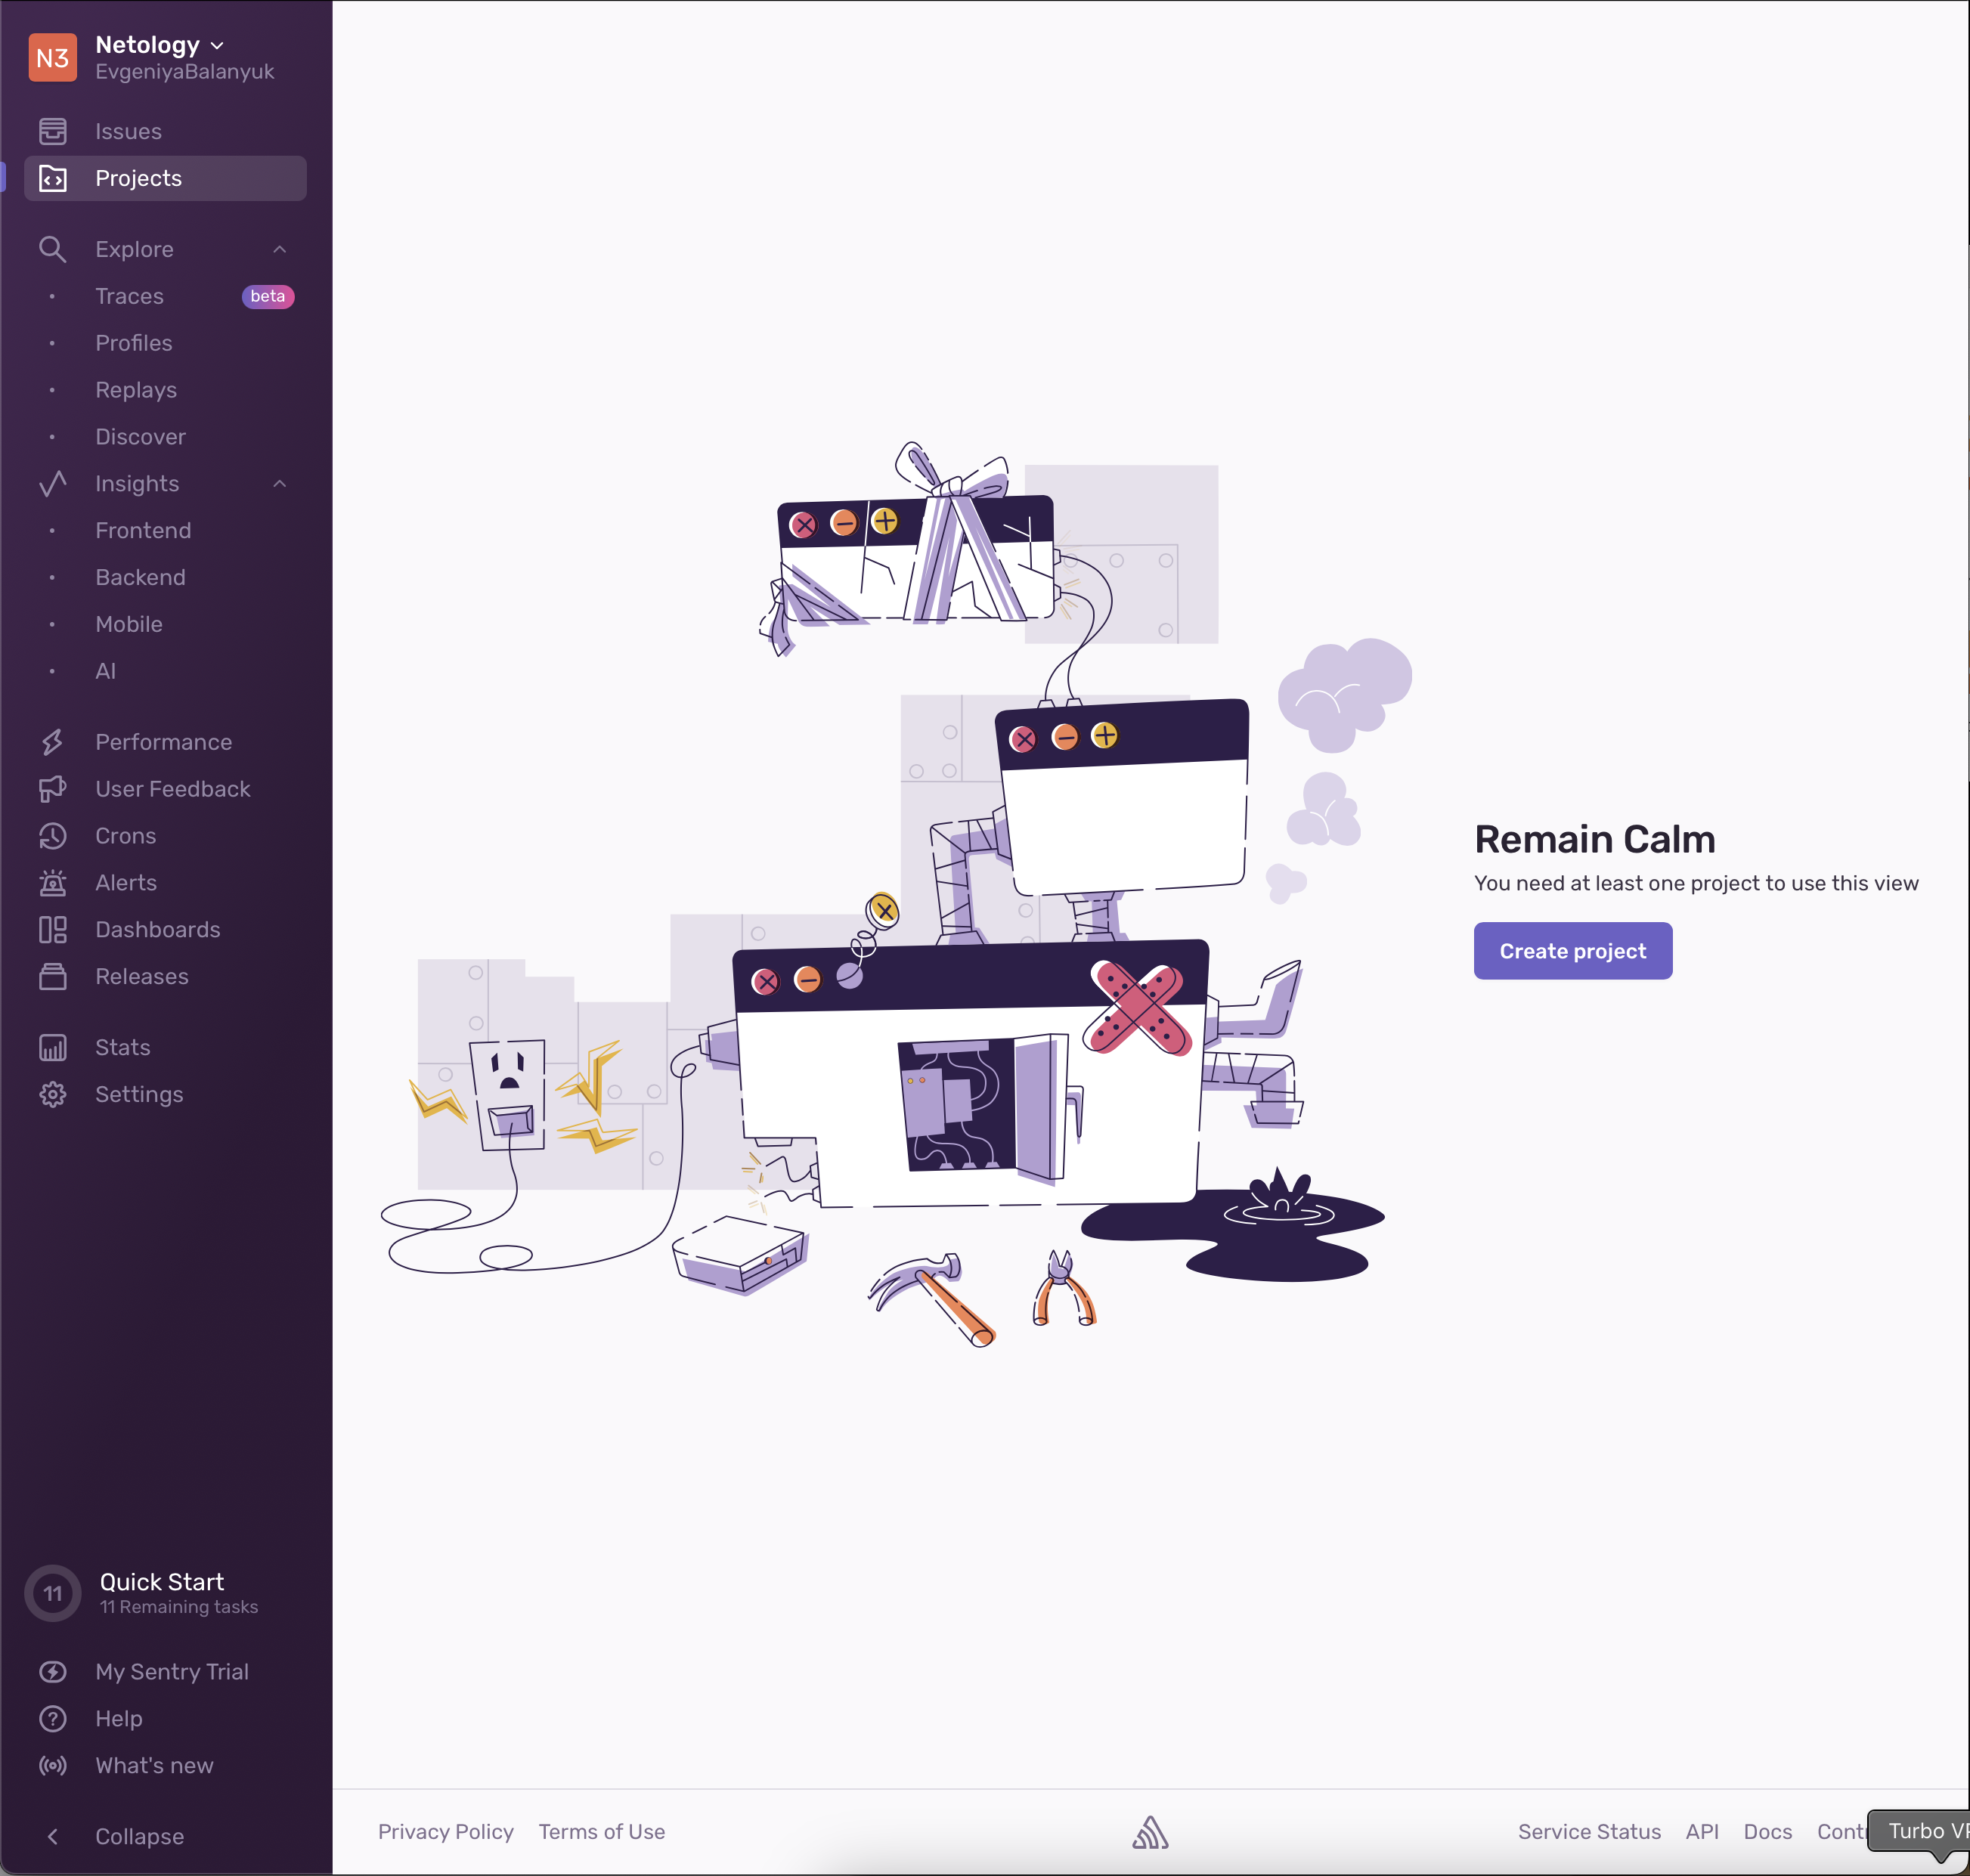 N3
Netology
EvgeniyaBalanyuk
Issues
Projects
Explore
Traces beta
Profiles
Replays
Discover
Insights
Frontend
Backend
Mobile
AI
Performance
User Feedback
Crons
Alerts
Dashboards
Releases
Stats
Settings
11
Quick Start
11 Remaining tasks
My Sentry Trial
Help
What's new
Collapse
Remain Calm
You need at least one project to use this view
Create project
Privacy Policy Terms of Use Service Status API Docs
Turbo